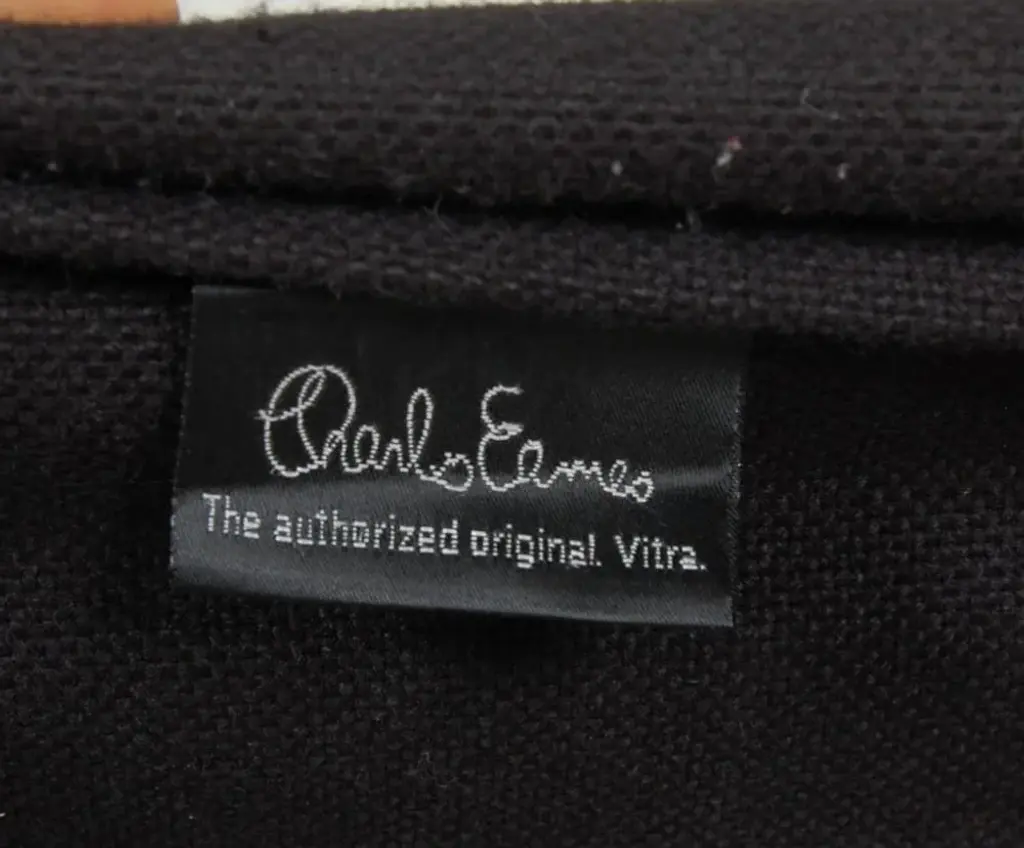 Charles Eames
The authorized original. Vitra.